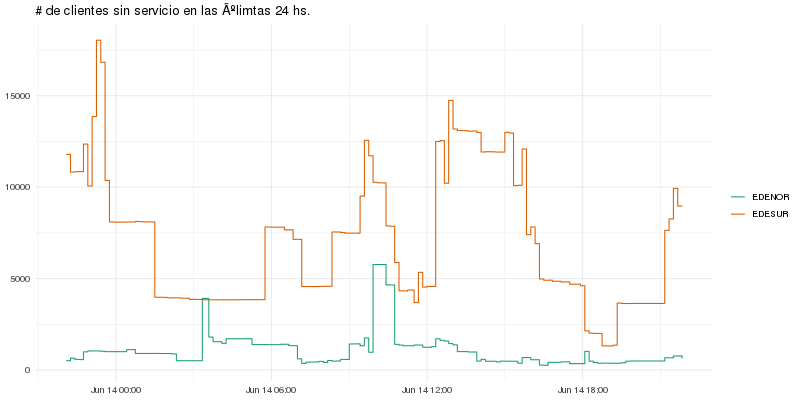 # de clientes sin servicio en las Ãºlimtas 24 hs.
15000
10000
5000
0
Jun 14 00:00
Jun 14 06:00
Jun 14 12:00
Jun 14 18:00
EDENOR
EDESUR